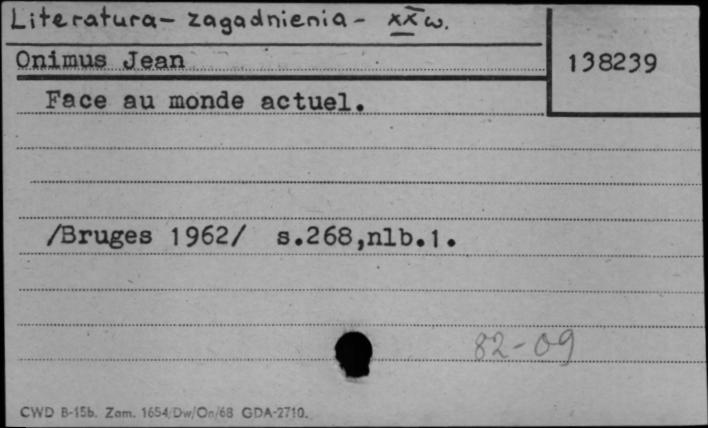 Literatura - zagadnienia - XX w.
Onimus Jean
138239
Face au monde actuel.
/Bruges 1962/ s.268,nlb.1.
82-09
CWD B-15b. Zam. 1654/Dw/On/68 GDA-2710.